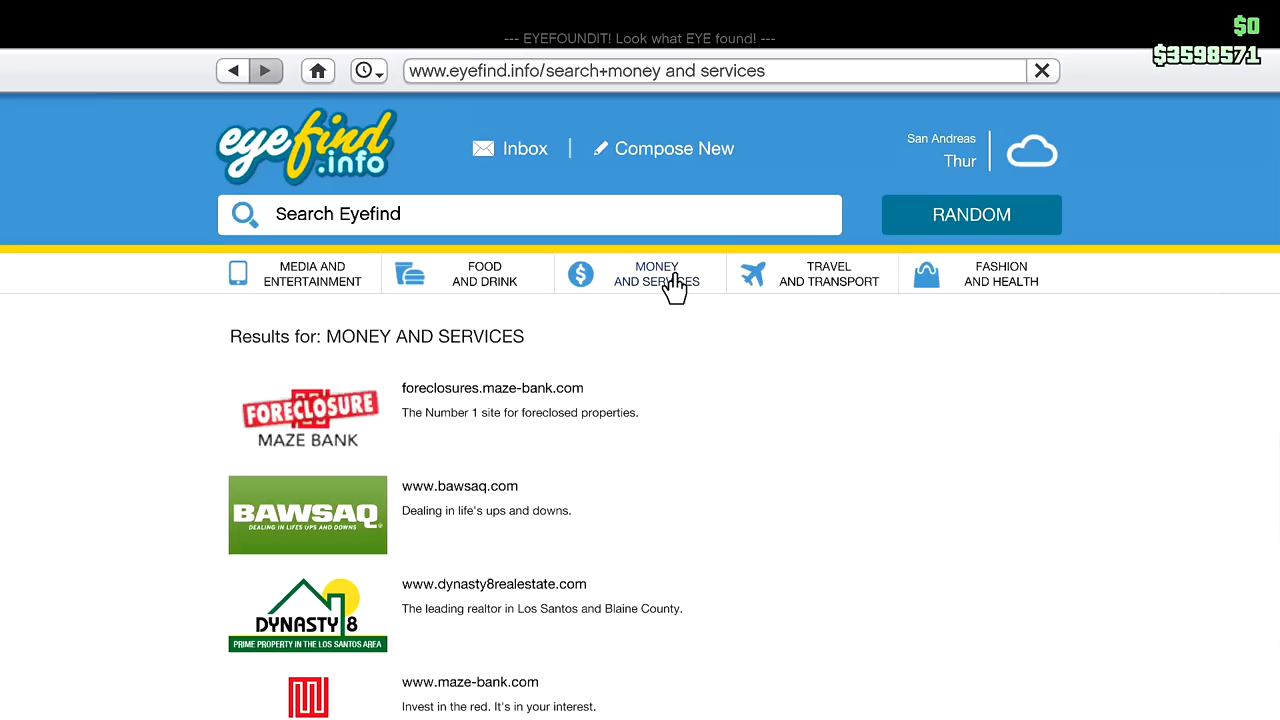 $0
--- EYEFOUNDIT! Look what EYE found! ---
$3598571
www.eyefind.info/search+money and services
eyefind
.info
Inbox
Compose New
San Andreas
Thur
Search Eyefind
RANDOM
MEDIA AND
ENTERTAINMENT
FOOD
AND DRINK
MONEY
AND SERVICES
TRAVEL
AND TRANSPORT
FASHION
AND HEALTH
Results for: MONEY AND SERVICES
FORECLOSURE
MAZE BANK
foreclosures.maze-bank.com
The Number 1 site for foreclosed properties.
BAWSAQ
DEALING IN LIFE'S UPS AND DOWNS
www.bawsaq.com
Dealing in life's ups and downs.
DYNASTY 8
PRIME PROPERTY IN THE LOS SANTOS AREA
www.dynasty8realestate.com
The leading realtor in Los Santos and Blaine County.
www.maze-bank.com
Invest in the red. It's in your interest.